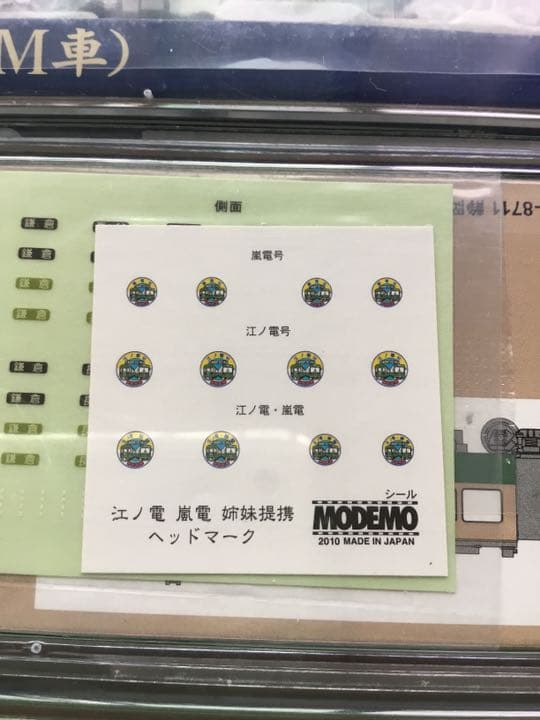 M車)
側面
鎌倉
鎌倉
鎌倉
鎌倉
鎌倉
鎌倉
鎌倉
嵐電号
江ノ電号
江ノ電・嵐電
江ノ電 嵐電 姉妹提携
ヘッドマーク
シール
MODEMO
2010 MADE IN JAPAN
-8711